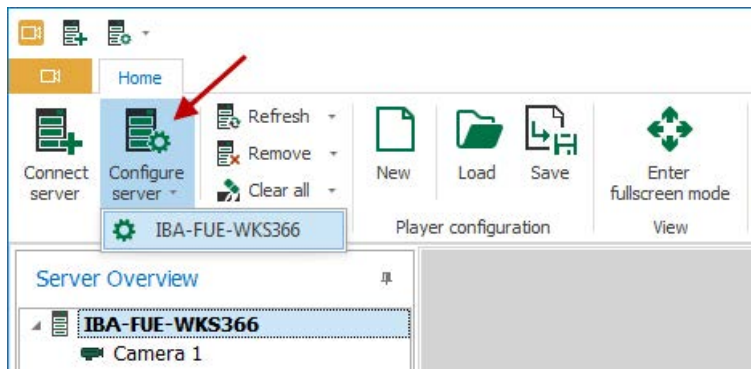 Home
Connect
server
Configure
server
Refresh
Remove
Clear all
New
Load
Save
Enter
fullscreen mode
IBA-FUE-WKS366
Player configuration
View
Server Overview
IBA-FUE-WKS366
Camera 1